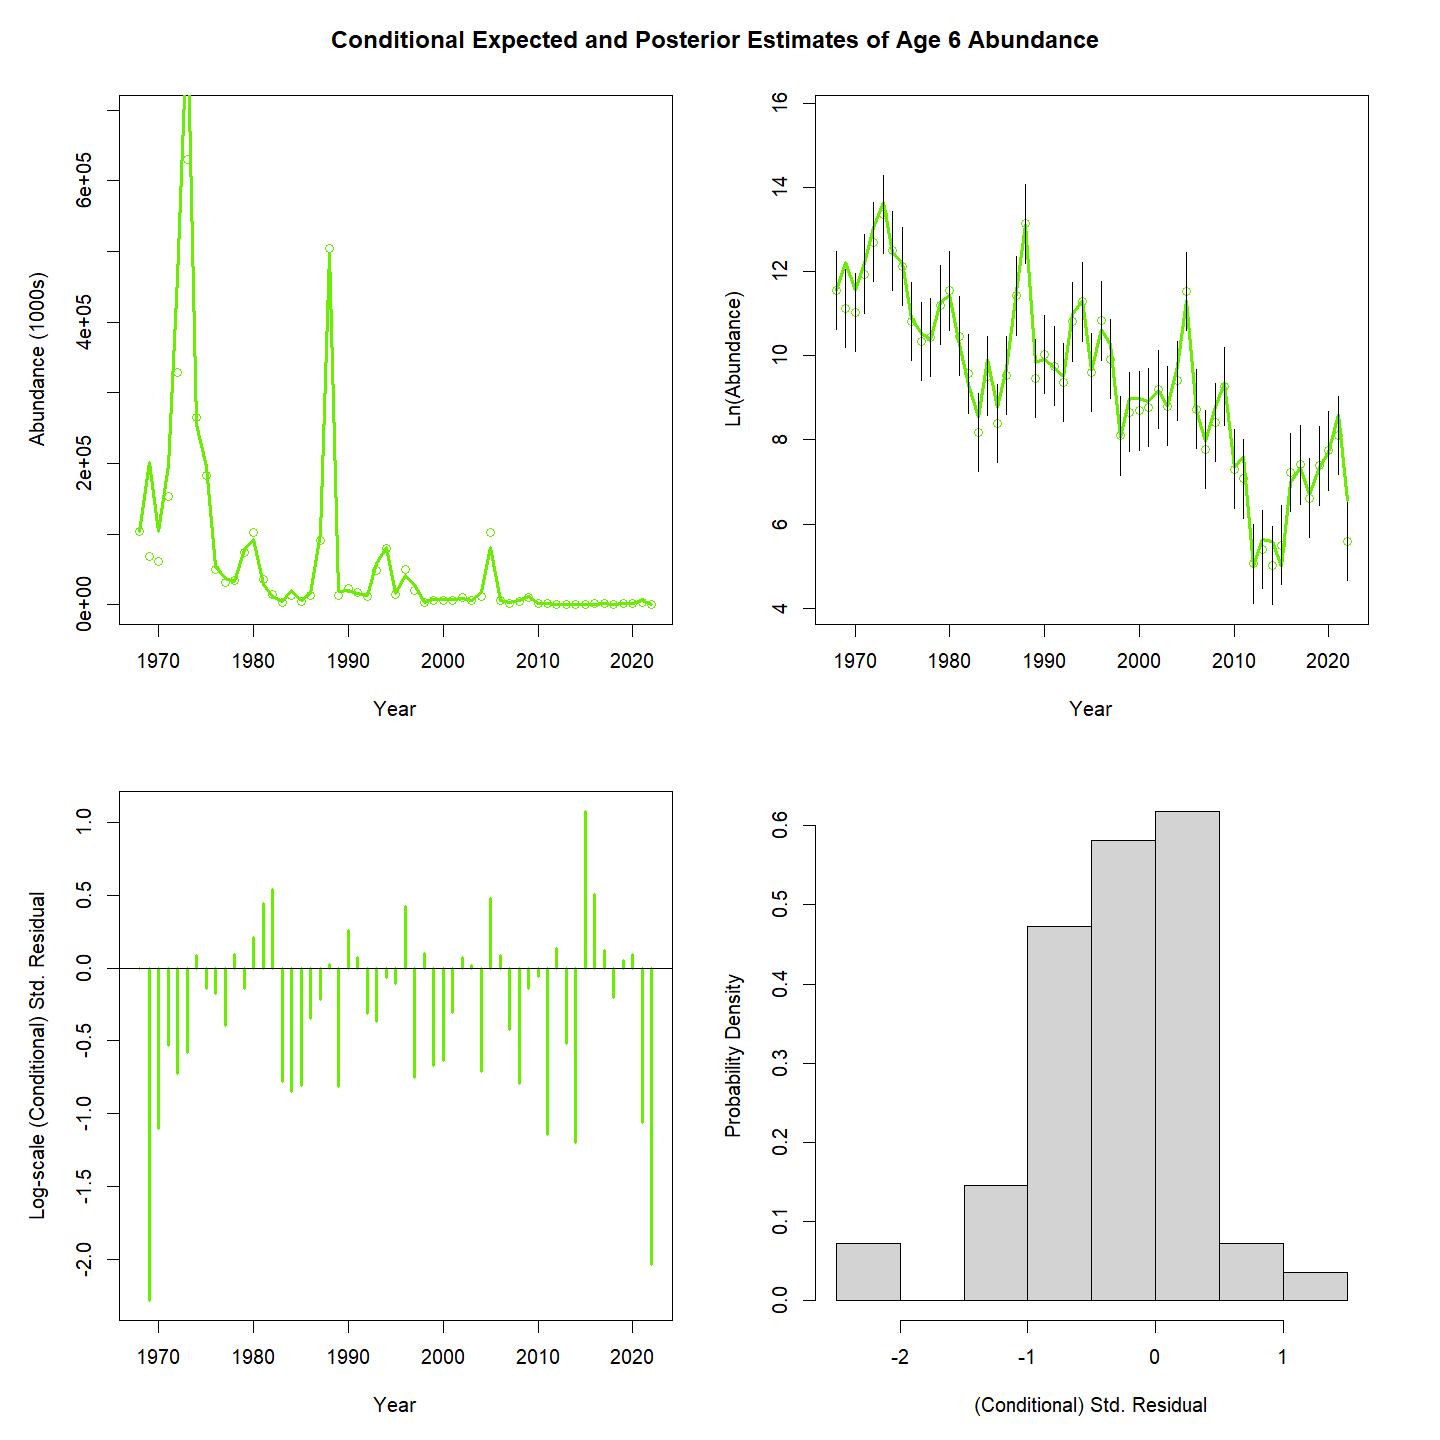 Conditional Expected and Posterior Estimates of Age 6 Abundance
Abundance (1000s)
0e+00 2e+05 4e+05 6e+05
1970 1980 1990 2000 2010 2020
Year
Ln(Abundance)
4 6 8 10 12 14 16
1970 1980 1990 2000 2010 2020
Year
Log-scale (Conditional) Std. Residual
-2.0 -1.5 -1.0 -0.5 0.0 0.5 1.0
1970 1980 1990 2000 2010 2020
Year
Probability Density
0.0 0.1 0.2 0.3 0.4 0.5 0.6
-2 -1 0 1
(Conditional) Std. Residual